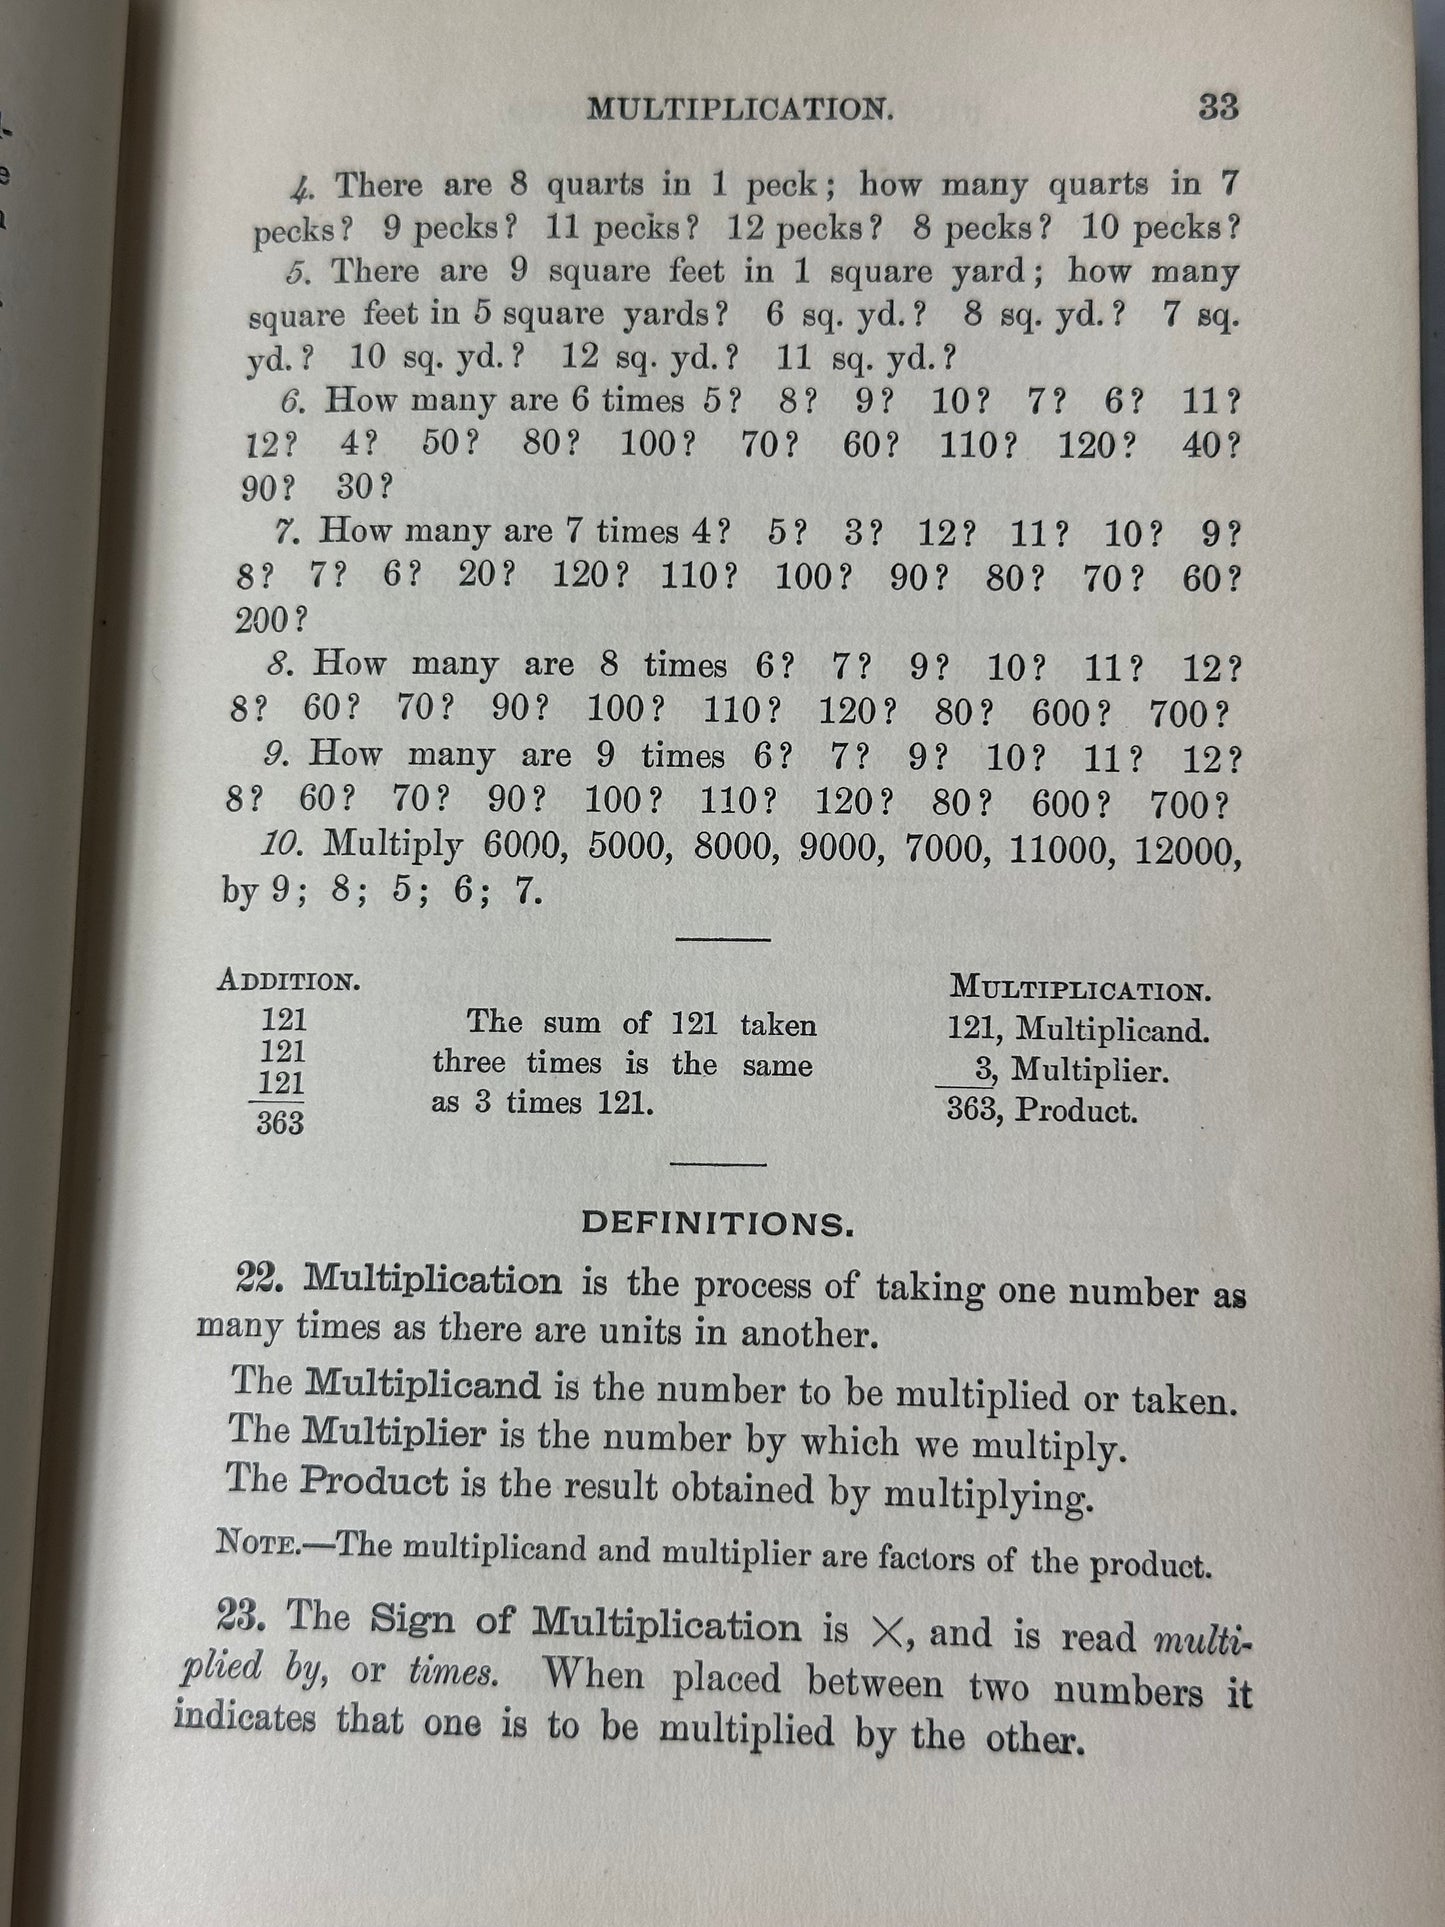 MULTIPLICATION. 33
4. There are 8 quarts in 1 peck; how many quarts in 7
pecks? 9 pecks? 11 pecks? 12 pecks? 8 pecks? 10 pecks?
5. There are 9 square feet in 1 square yard; how many
square feet in 5 square yards? 6 sq. yd.? 8 sq. yd.? 7 sq.
yd.? 10 sq. yd.? 12 sq. yd.? 11 sq. yd.?
6. How many are 6 times 5? 8? 9? 10? 7? 6? 11?
12? 4? 50? 80? 100? 70? 60? 110? 120? 40?
90? 30?
7. How many are 7 times 4? 5? 3? 12? 11? 10? 9?
8? 7? 6? 20? 120? 110? 100? 90? 80? 70? 60?
200?
8. How many are 8 times 6? 7? 9? 10? 11? 12?
8? 60? 70? 90? 100? 110? 120? 80? 600? 700?
9. How many are 9 times 6? 7? 9? 10? 11? 12?
8? 60? 70? 90? 100? 110? 120? 80? 600? 700?
10. Multiply 6000, 5000, 8000, 9000, 7000, 11000, 12000,
by 9; 8; 5; 6; 7.
ADDITION.
121
121
121
363
The sum of 121 taken
three times is the same
as 3 times 121.
MULTIPLICATION.
121, Multiplicand.
3, Multiplier.
363, Product.
DEFINITIONS.
22. Multiplication is the process of taking one number as
many times as there are units in another.
The Multiplicand is the number to be multiplied or taken.
The Multiplier is the number by which we multiply.
The Product is the result obtained by multiplying.
NOTE.—The multiplicand and multiplier are factors of the product.
23. The Sign of Multiplication is ×, and is read multi-
plied by, or times. When placed between two numbers it
indicates that one is to be multiplied by the other.